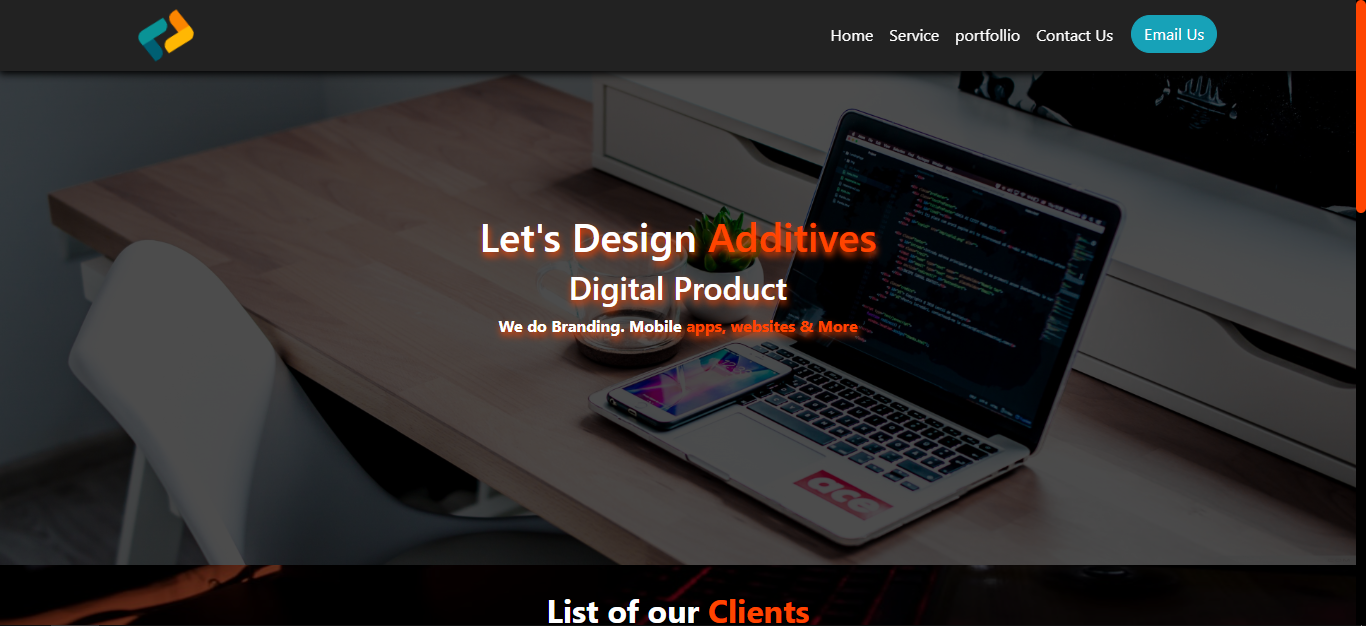 Home Service portfollio Contact Us Email Us
Let's Design Additives
Digital Product
We do Branding. Mobile apps, websites & More
ace
List of our Clients